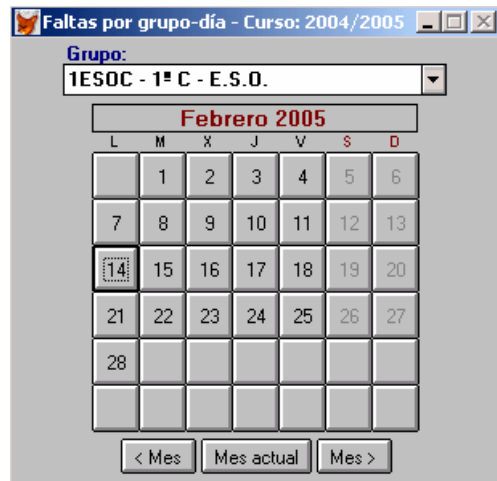 Faltas por grupo-día - Curso: 2004/2005
Grupo:
1ESOC - 1ª C - E.S.O.
Febrero 2005
L M X J V S D
1 2 3 4 5 6
7 8 9 10 11 12 13
14 15 16 17 18 19 20
21 22 23 24 25 26 27
28
< Mes Mes actual Mes >